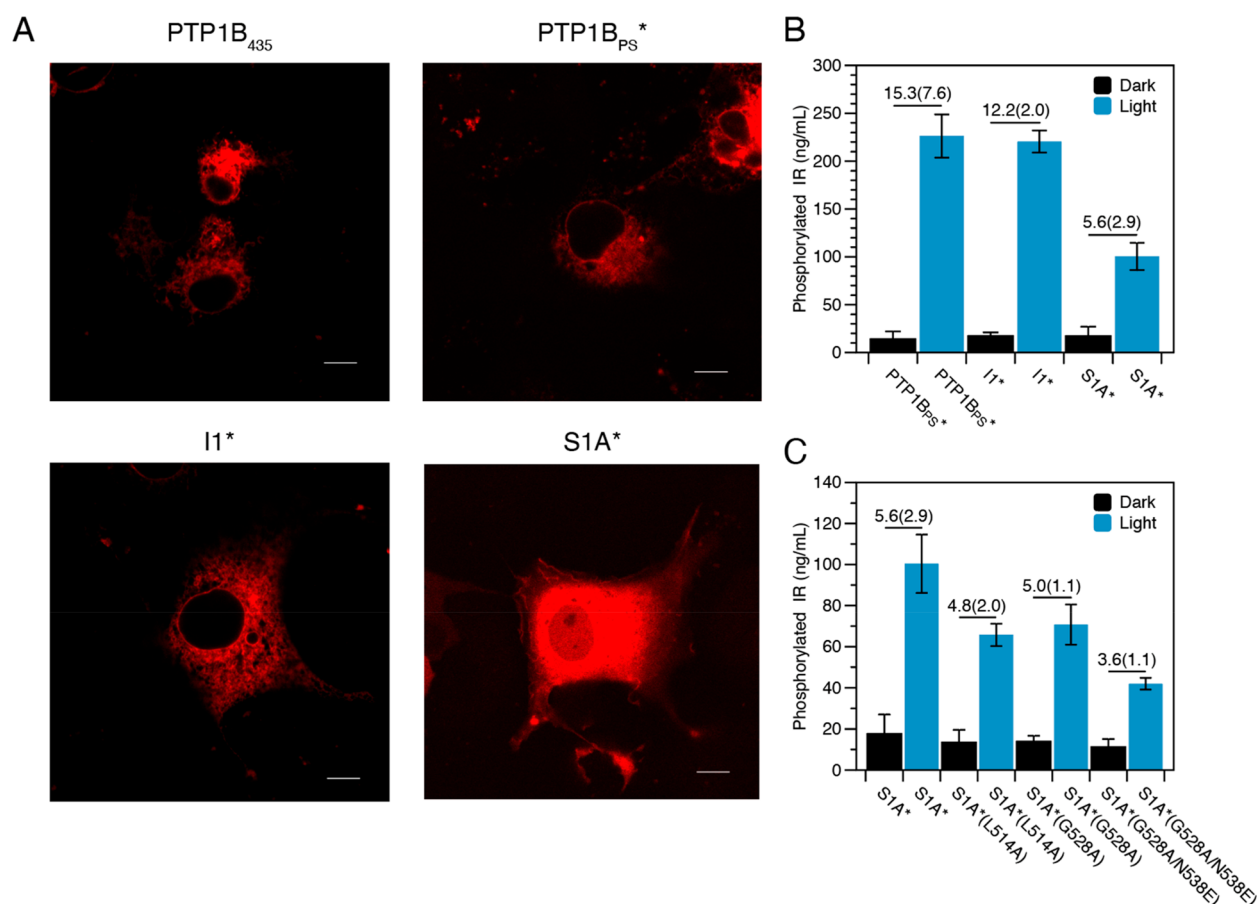 A
PTP1B435
PTP1BPS*
I1*
S1A*
B
Phosphorylated IR (ng/mL)
300
250
200
150
100
50
0
Dark
Light
15.3(7.6)
12.2(2.0)
5.6(2.9)
PTP1BPS*
PTP1BPS*
I1*
I1*
S1A*
S1A*
C
Phosphorylated IR (ng/mL)
140
120
100
80
60
40
20
0
Dark
Light
5.6(2.9)
4.8(2.0)
5.0(1.1)
3.6(1.1)
S1A*
S1A*
S1A*(L514A)
S1A*(L514A)
S1A*(G528A)
S1A*(G528A)
S1A*(G528A/N538E)
S1A*(G528A/N538E)